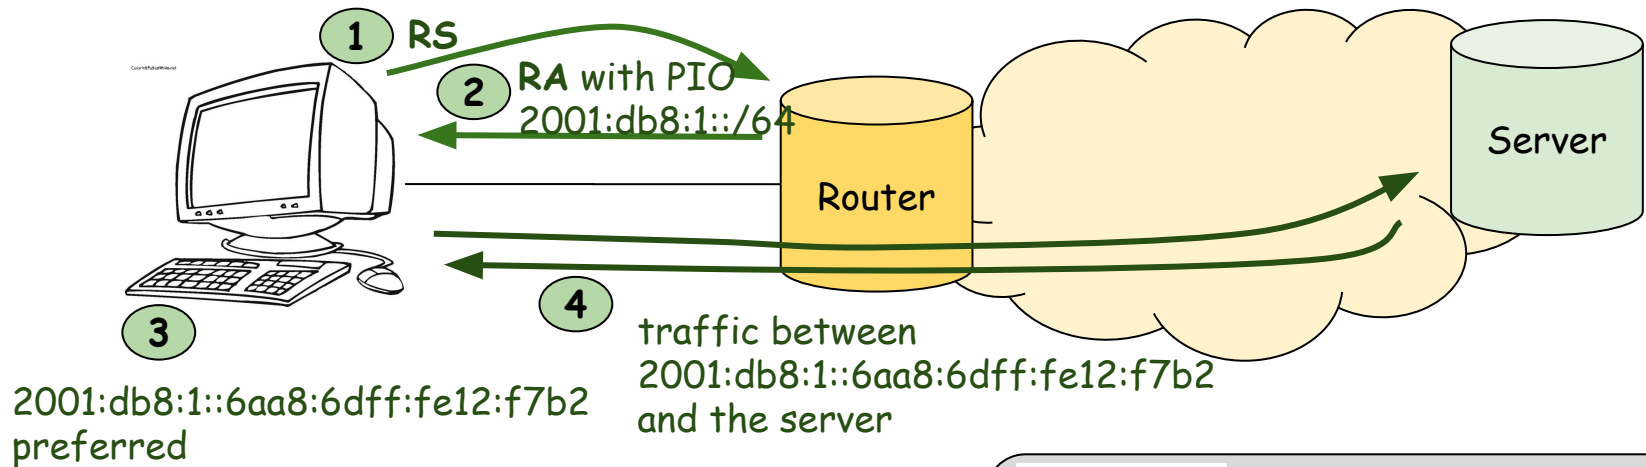 1 RS
2 RA with PIO
2001:db8:1::/64
Router
Server
3
2001:db8:1::6aa8:6dff:fe12:f7b2
preferred
4
traffic between
2001:db8:1::6aa8:6dff:fe12:f7b2
and the server